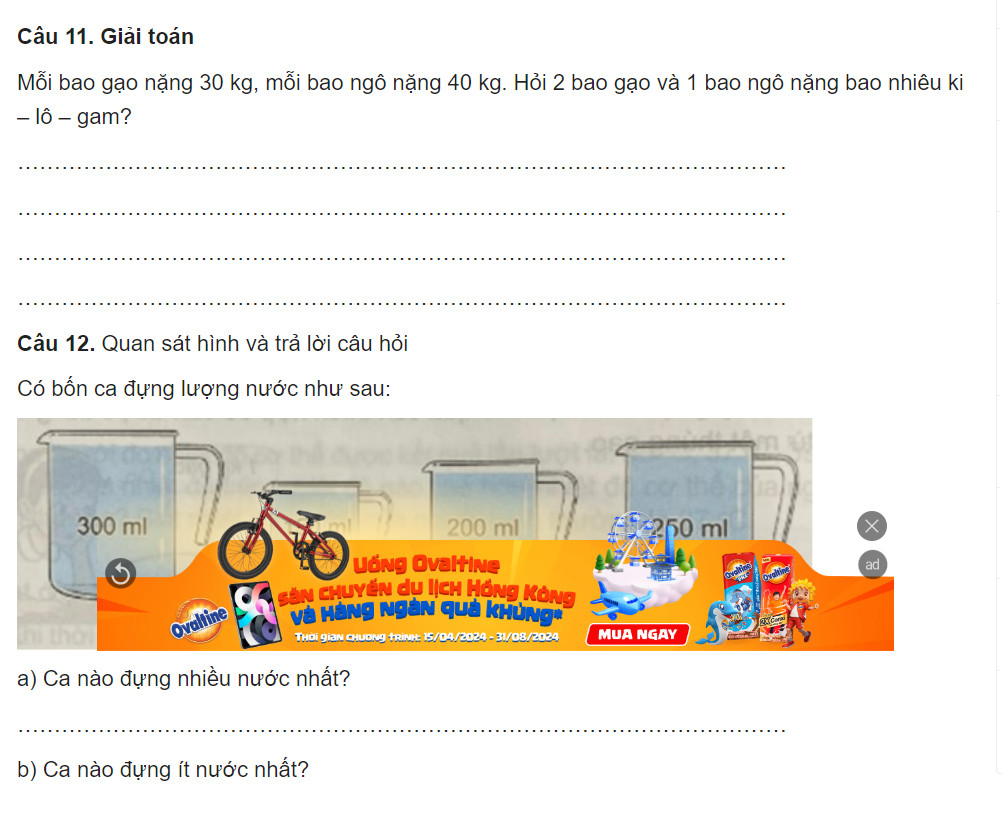 Câu 11. Giải toán
Mỗi bao gạo nặng 30 kg, mỗi bao ngô nặng 40 kg. Hỏi 2 bao gạo và 1 bao ngô nặng bao nhiêu ki
– lô – gam?
................................................................................................
................................................................................................
................................................................................................
................................................................................................
Câu 12. Quan sát hình và trả lời câu hỏi
Có bốn ca đựng lượng nước như sau:
300 ml
ml
200 ml
250 ml
ad
Uống Ovaltine
Săn chuyến du lịch Hồng Kông
và hàng ngàn quà khủng*
Thời gian chương trình: 15/04/2024 - 31/08/2024
Ovaltine
MUA NGAY
Ovaltine
Ovaltine
a) Ca nào đựng nhiều nước nhất?
................................................................................................
b) Ca nào đựng ít nước nhất?